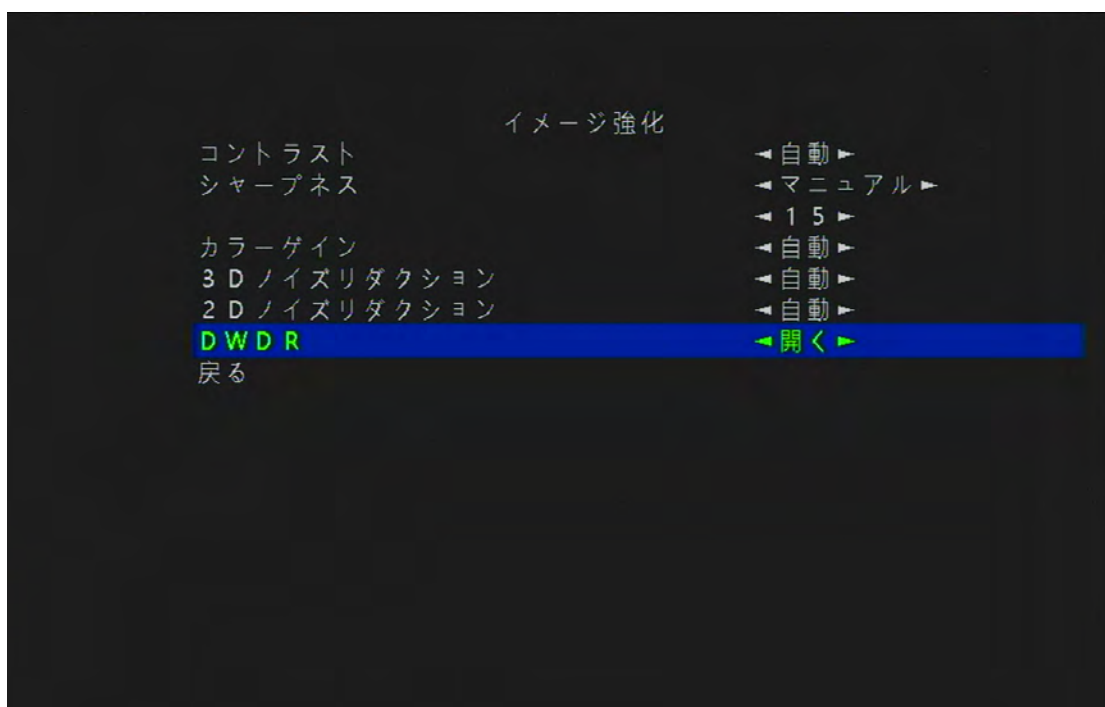 イメージ強化
コントラスト ◄自動►
シャープネス ◄マニュアル►
◄15►
カラーゲイン ◄自動►
3Dノイズリダクション ◄自動►
2Dノイズリダクション ◄自動►
DWDR ◄開く►
戻る